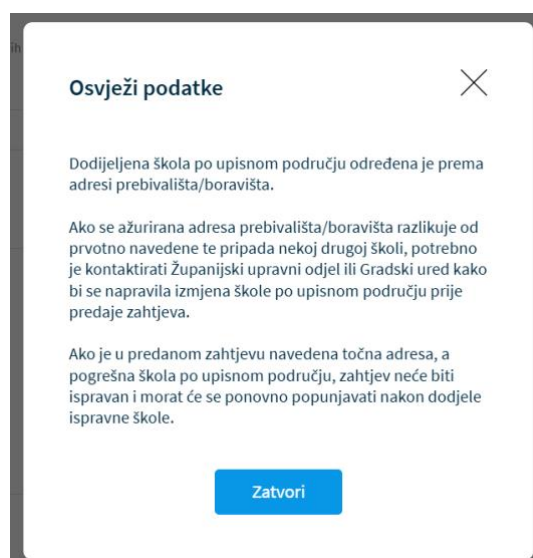 ih
Osvježi podatke
Dodijeljena škola po upisnom području određena je prema
adresi prebivališta/boravišta.
Ako se ažurirana adresa prebivališta/boravišta razlikuje od
prvotno navedene te pripada nekoj drugoj školi, potrebno
je kontaktirati Županijski upravni odjel ili Gradski ured kako
bi se napravila izmjena škole po upisnom području prije
predaje zahtjeva.
Ako je u predanom zahtjevu navedena točna adresa, a
pogrešna škola po upisnom području, zahtjev neće biti
ispravan i morat će se ponovno popunjavati nakon dodjele
ispravne škole.
Zatvori